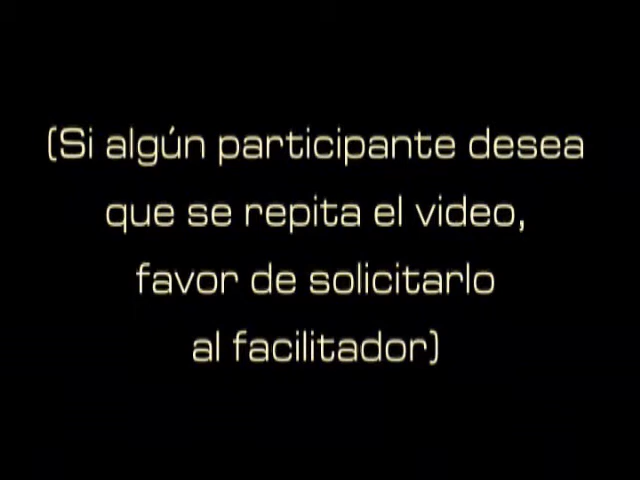 (Si algún participante desea
que se repita el video,
favor de solicitarlo
al facilitador)